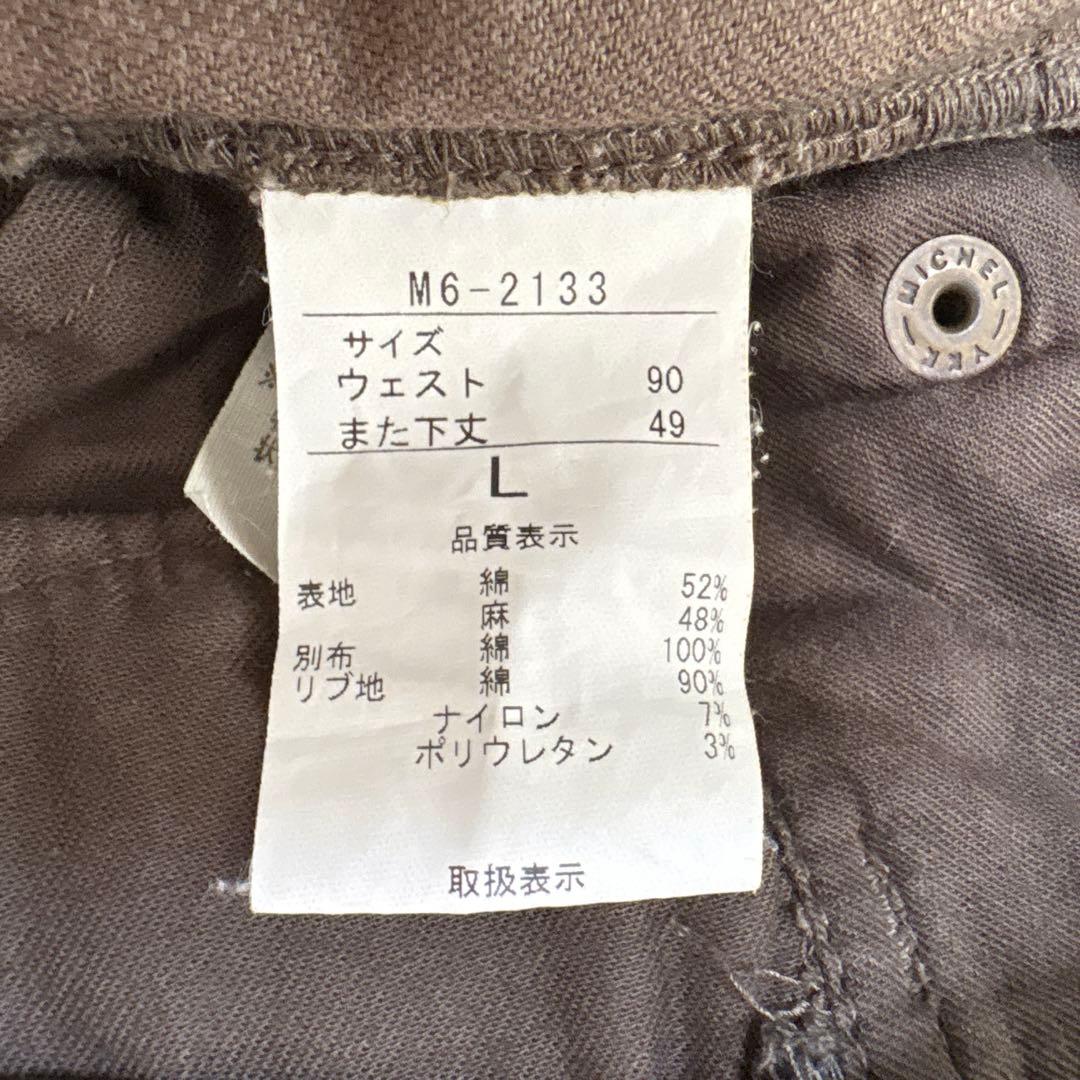 M6-2133
サイズ
ウェスト 90
また下丈 49
L
品質表示
表地 綿 52%
麻 48%
別布 綿 100%
リブ地 綿 90%
ナイロン 7%
ポリウレタン 3%
取扱表示
MICHEL
YKK